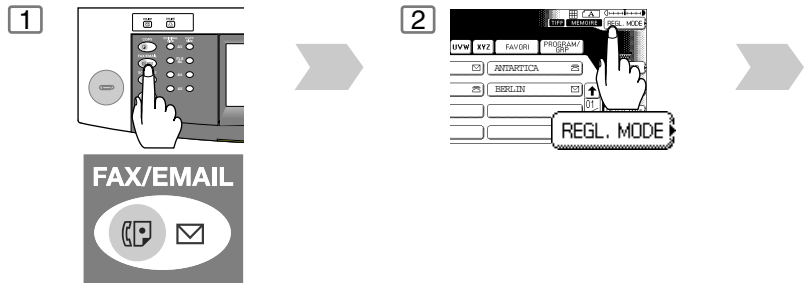 1
FAX/EMAIL
2
A
TIFF MEMOIRE REGL. MODE
UVW XYZ FAVORI PROGRAM/
GRP
ANTARTICA
BERLIN
01
REGL. MODE